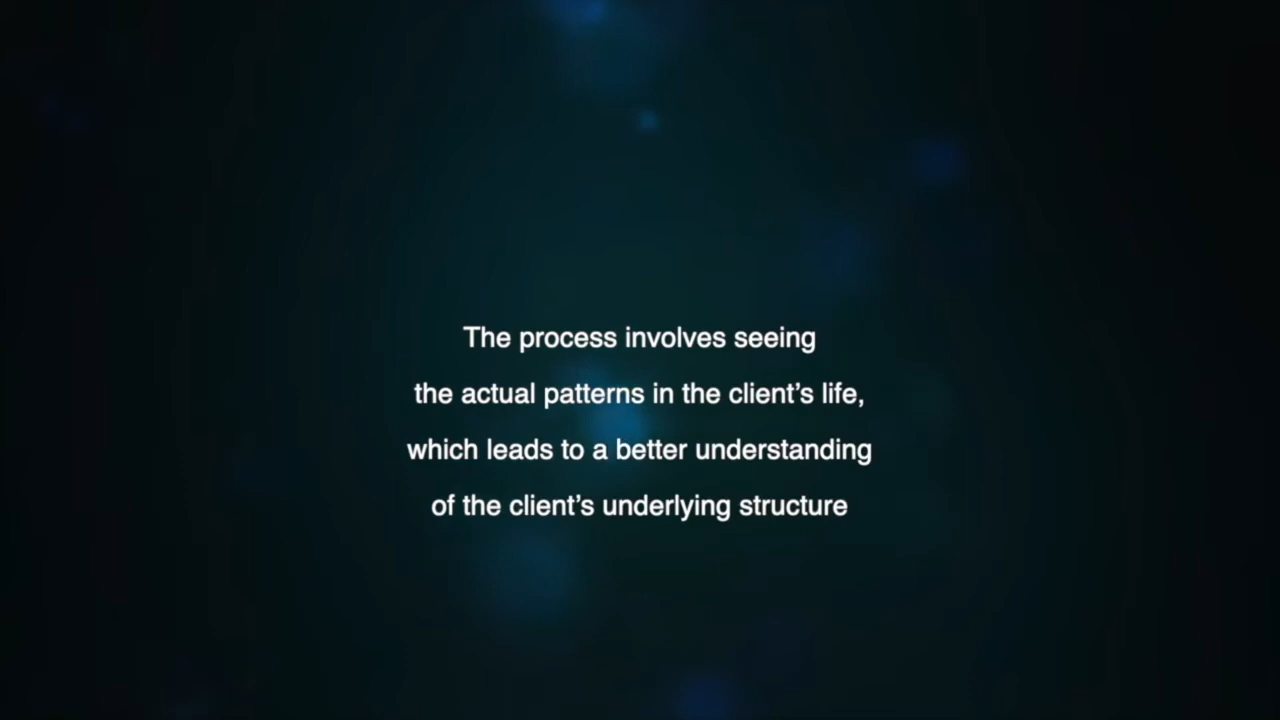 The process involves seeing
the actual patterns in the client’s life,
which leads to a better understanding
of the client’s underlying structure